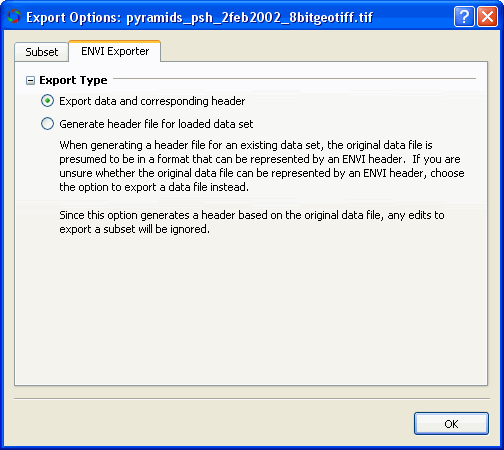 Export Options: pyramids_psh_2feb2002_8bitgeotiff.tif
Subset
ENVI Exporter
Export Type
Export data and corresponding header
Generate header file for loaded data set
When generating a header file for an existing data set, the original data file is
presumed to be in a format that can be represented by an ENVI header. If you are
unsure whether the original data file can be represented by an ENVI header, choose
the option to export a data file instead.
Since this option generates a header based on the original data file, any edits to
export a subset will be ignored.
OK